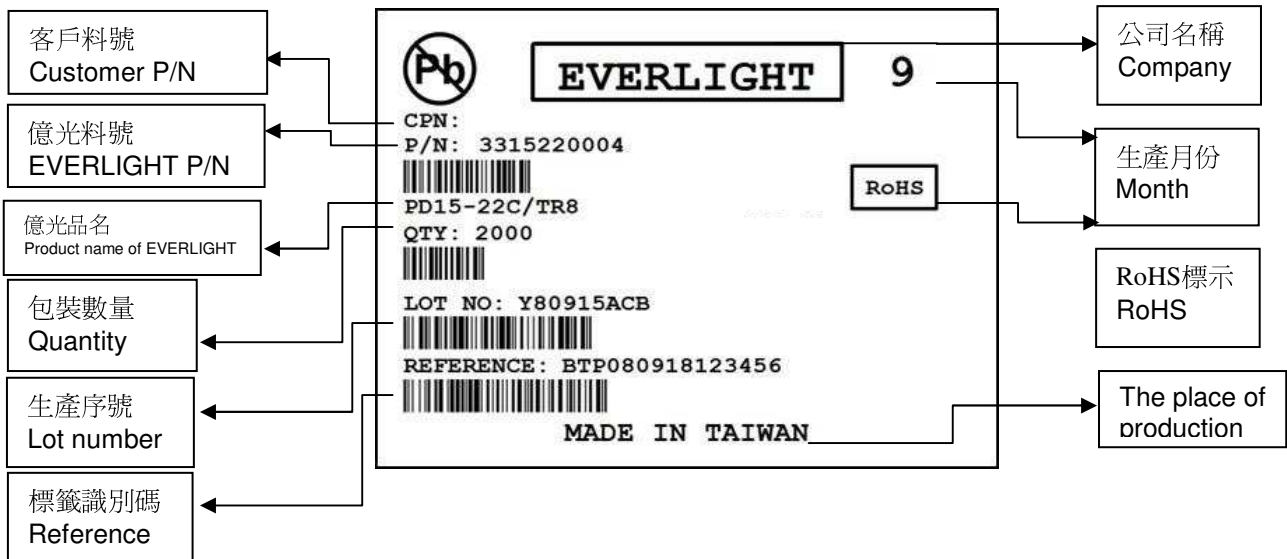 客戶料號
Customer P/N
億光料號
EVERLIGHT P/N
億光品名
Product name of EVERLIGHT
包裝數量
Quantity
生產序號
Lot number
標籤識別碼
Reference
Pb
EVERLIGHT
9
CPN:
P/N: 3315220004
RoHS
PD15-22C/TR8
QTY: 2000
LOT NO: Y80915ACB
REFERENCE: BTP080918123456
MADE IN TAIWAN
公司名稱
Company
生產月份
Month
RoHS標示
RoHS
The place of
production